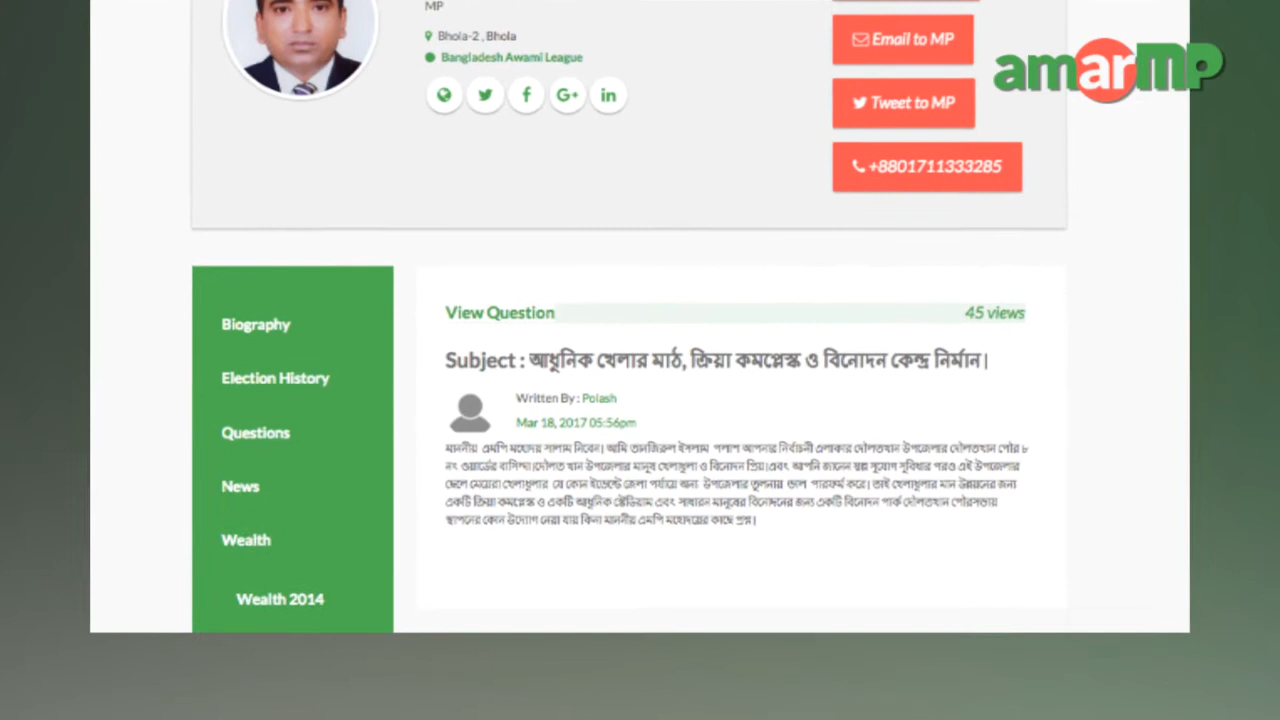 MP
Bhola-2 , Bhola
Bangladesh Awami League
Email to MP
Tweet to MP
+8801711333285
amarMP
Biography
Election History
Questions
News
Wealth
Wealth 2014
View Question
45 views
Subject : আধুনিক খেলার মাঠ, ক্রিয়া কমপ্লেস্ক ও বিনোদন কেন্দ্র নির্মান।
Written By : Polash
Mar 18, 2017 05:56pm
মাননীয় এমপি মহোদয় সালাম নিবেন। আমি তানজিরুল ইসলাম পলাশ আপনার নির্বাচনী এলাকার দৌলতখান উপজেলার দৌলতখান পৌর ৮
নং ওয়ার্ডের বাসিন্দা।দৌলত খান উপজেলার মানুষ খেলাধুলা ও বিনোদন প্রিয়।এবং আপনি জানেন স্বল্প সুযোগ সুবিধার পরও এই উপজেলার
ছেলে মেয়েরা খেলাধুলার যে কোন ইভেন্টে জেলা পর্যায়ে অন্য উপজেলার তুলনায় ভাল পারফর্ম করে। তাই খেলাধুলার মান উন্নয়নের জন্য
একটি ক্রিয়া কমপ্লেক্স ও একটি আধুনিক স্টেডিয়াম এবং সাধারন মানুষের বিনোদনের জন্য একটি বিনোদন পার্ক দৌলতখান পৌরসভায়
স্থাপনের কোন উদ্যোগ নেয়া যায় কিনা মাননীয় এমপি মহোদয়ের কাছে প্রশ্ন।